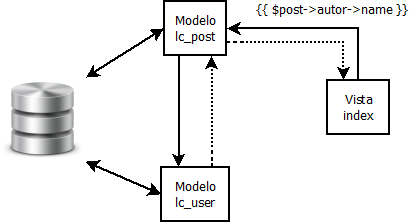 {{ $post->autor->name }}
Modelo
lc_post
Vista
index
Modelo
lc_user